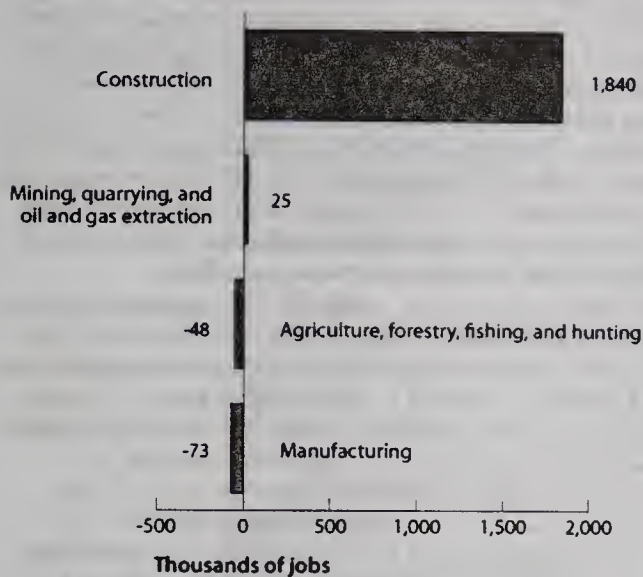 Construction
1,840
Mining, quarrying, and
oil and gas extraction
25
-48
Agriculture, forestry, fishing, and hunting
-73
Manufacturing
-500
0
500
1,000
1,500
2,000
Thousands of jobs